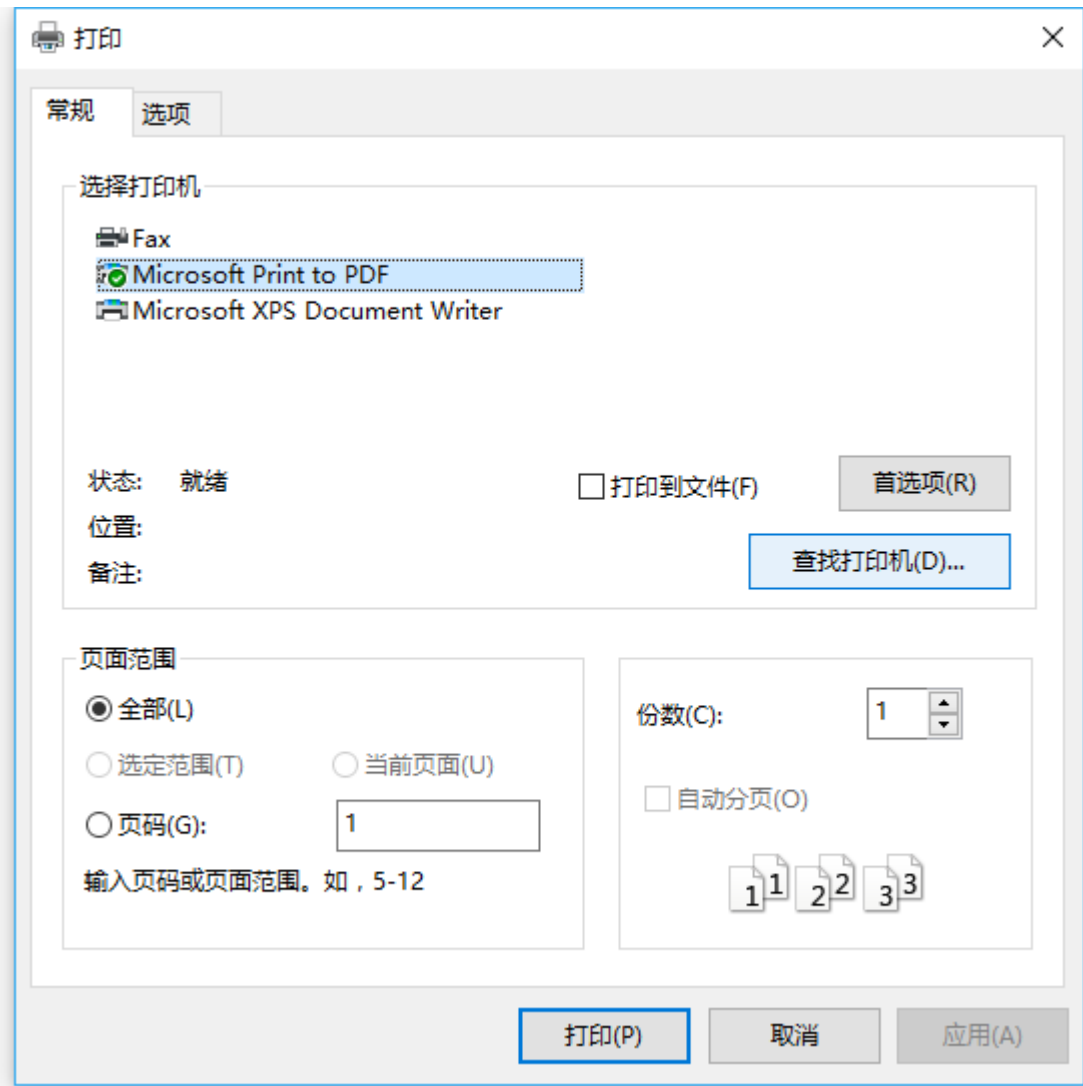 打印
常规
选项
选择打印机
Fax
Microsoft Print to PDF
Microsoft XPS Document Writer
状态: 就绪
打印到文件(F)
首选项(R)
位置:
查找打印机(D)...
备注:
页面范围
全部(L)
选定范围(T)
当前页面(U)
页码(G): 1
输入页码或页面范围。如，5-12
份数(C): 1
自动分页(O)
1 1 2 2 3 3
打印(P)
取消
应用(A)